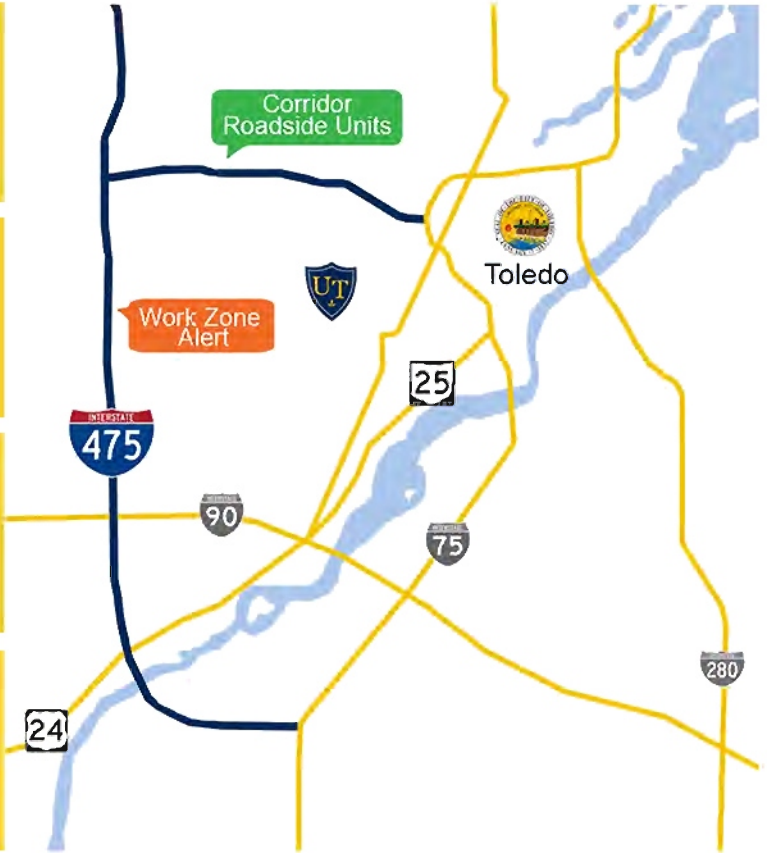 Corridor
Roadside Units
Toledo
UT
Work Zone
Alert
25
INTERSTATE
475
90
75
280
24